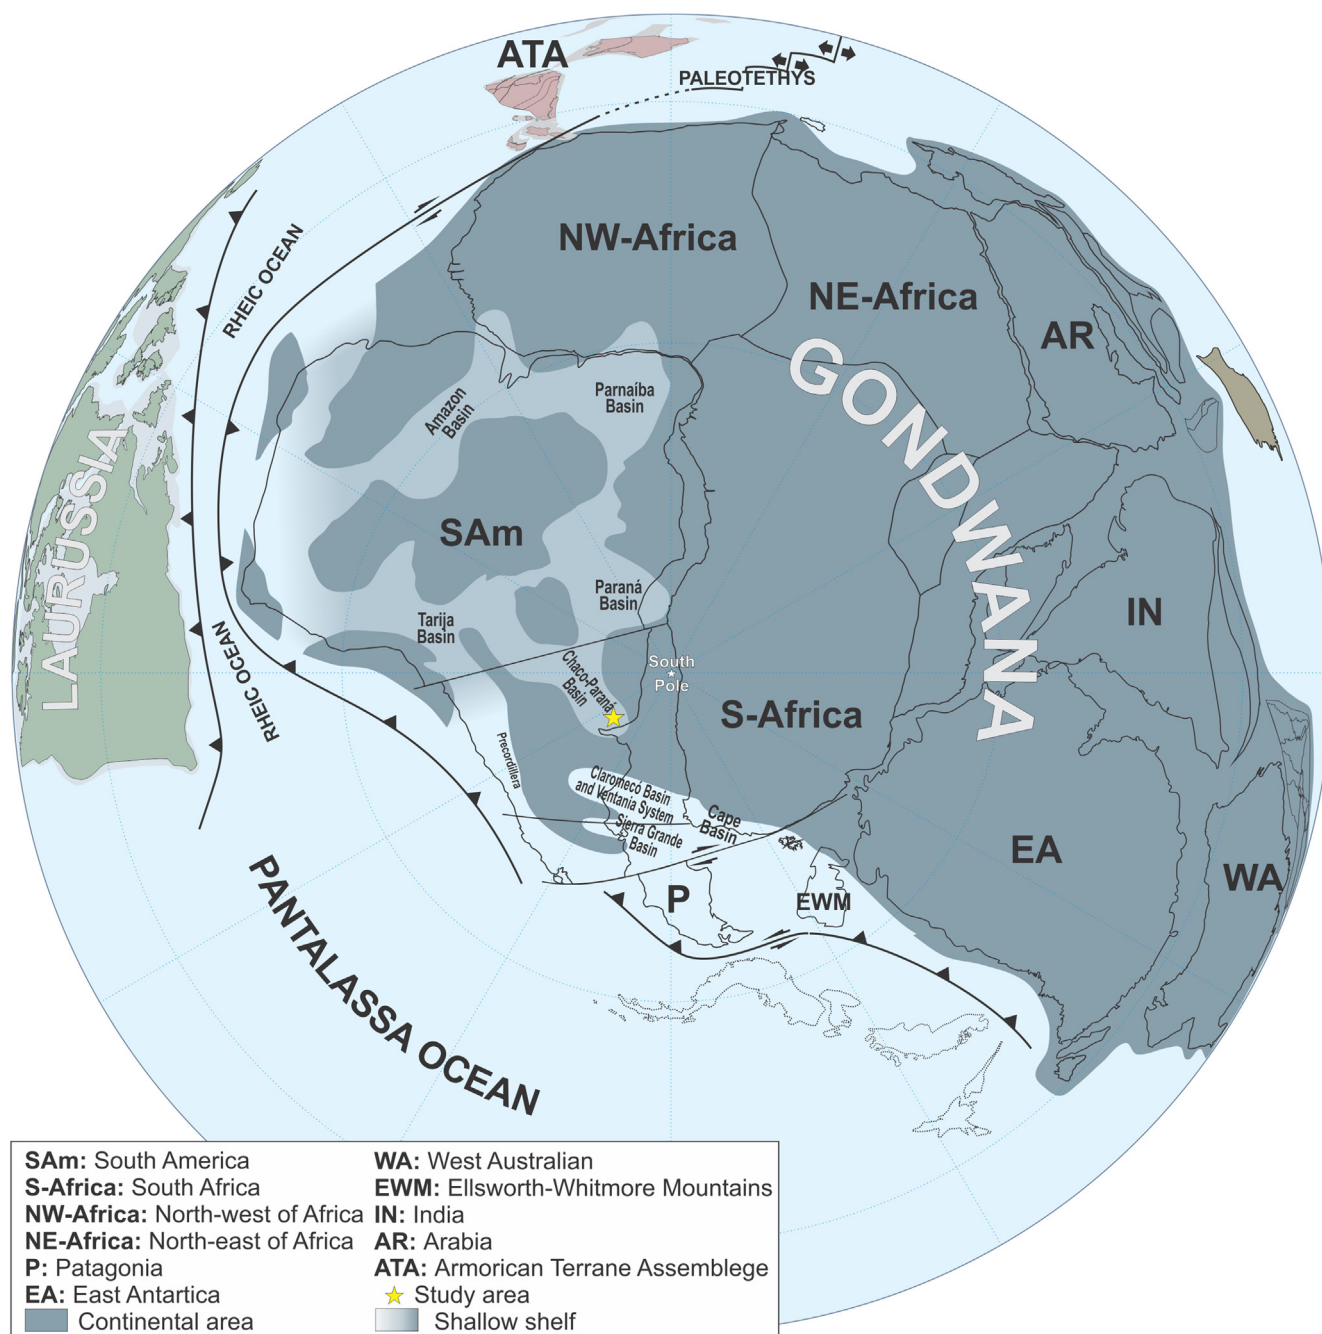 ATA
PALEOTETHYS
NW-Africa
NE-Africa
AR
GONDWANA
RHEIC OCEAN
LAURUSSIA
Amazon
Basin
Parnaíba
Basin
SAm
Paraná
Basin
Tarija
Basin
IN
RHEIC OCEAN
Chaco-Paraná
Basin
South
Pole
S-Africa
Precordillera
Claromecó Basin
and Ventania System
Sierra Grande
Basin
Cape
Basin
EA
WA
P
EWM
PANTALASSA OCEAN
SAm: South America
S-Africa: South Africa
NW-Africa: North-west of Africa
NE-Africa: North-east of Africa
P: Patagonia
EA: East Antartica
Continental area
WA: West Australian
EWM: Ellsworth-Whitmore Mountains
IN: India
AR: Arabia
ATA: Armorican Terrane Assemblege
Study area
Shallow shelf